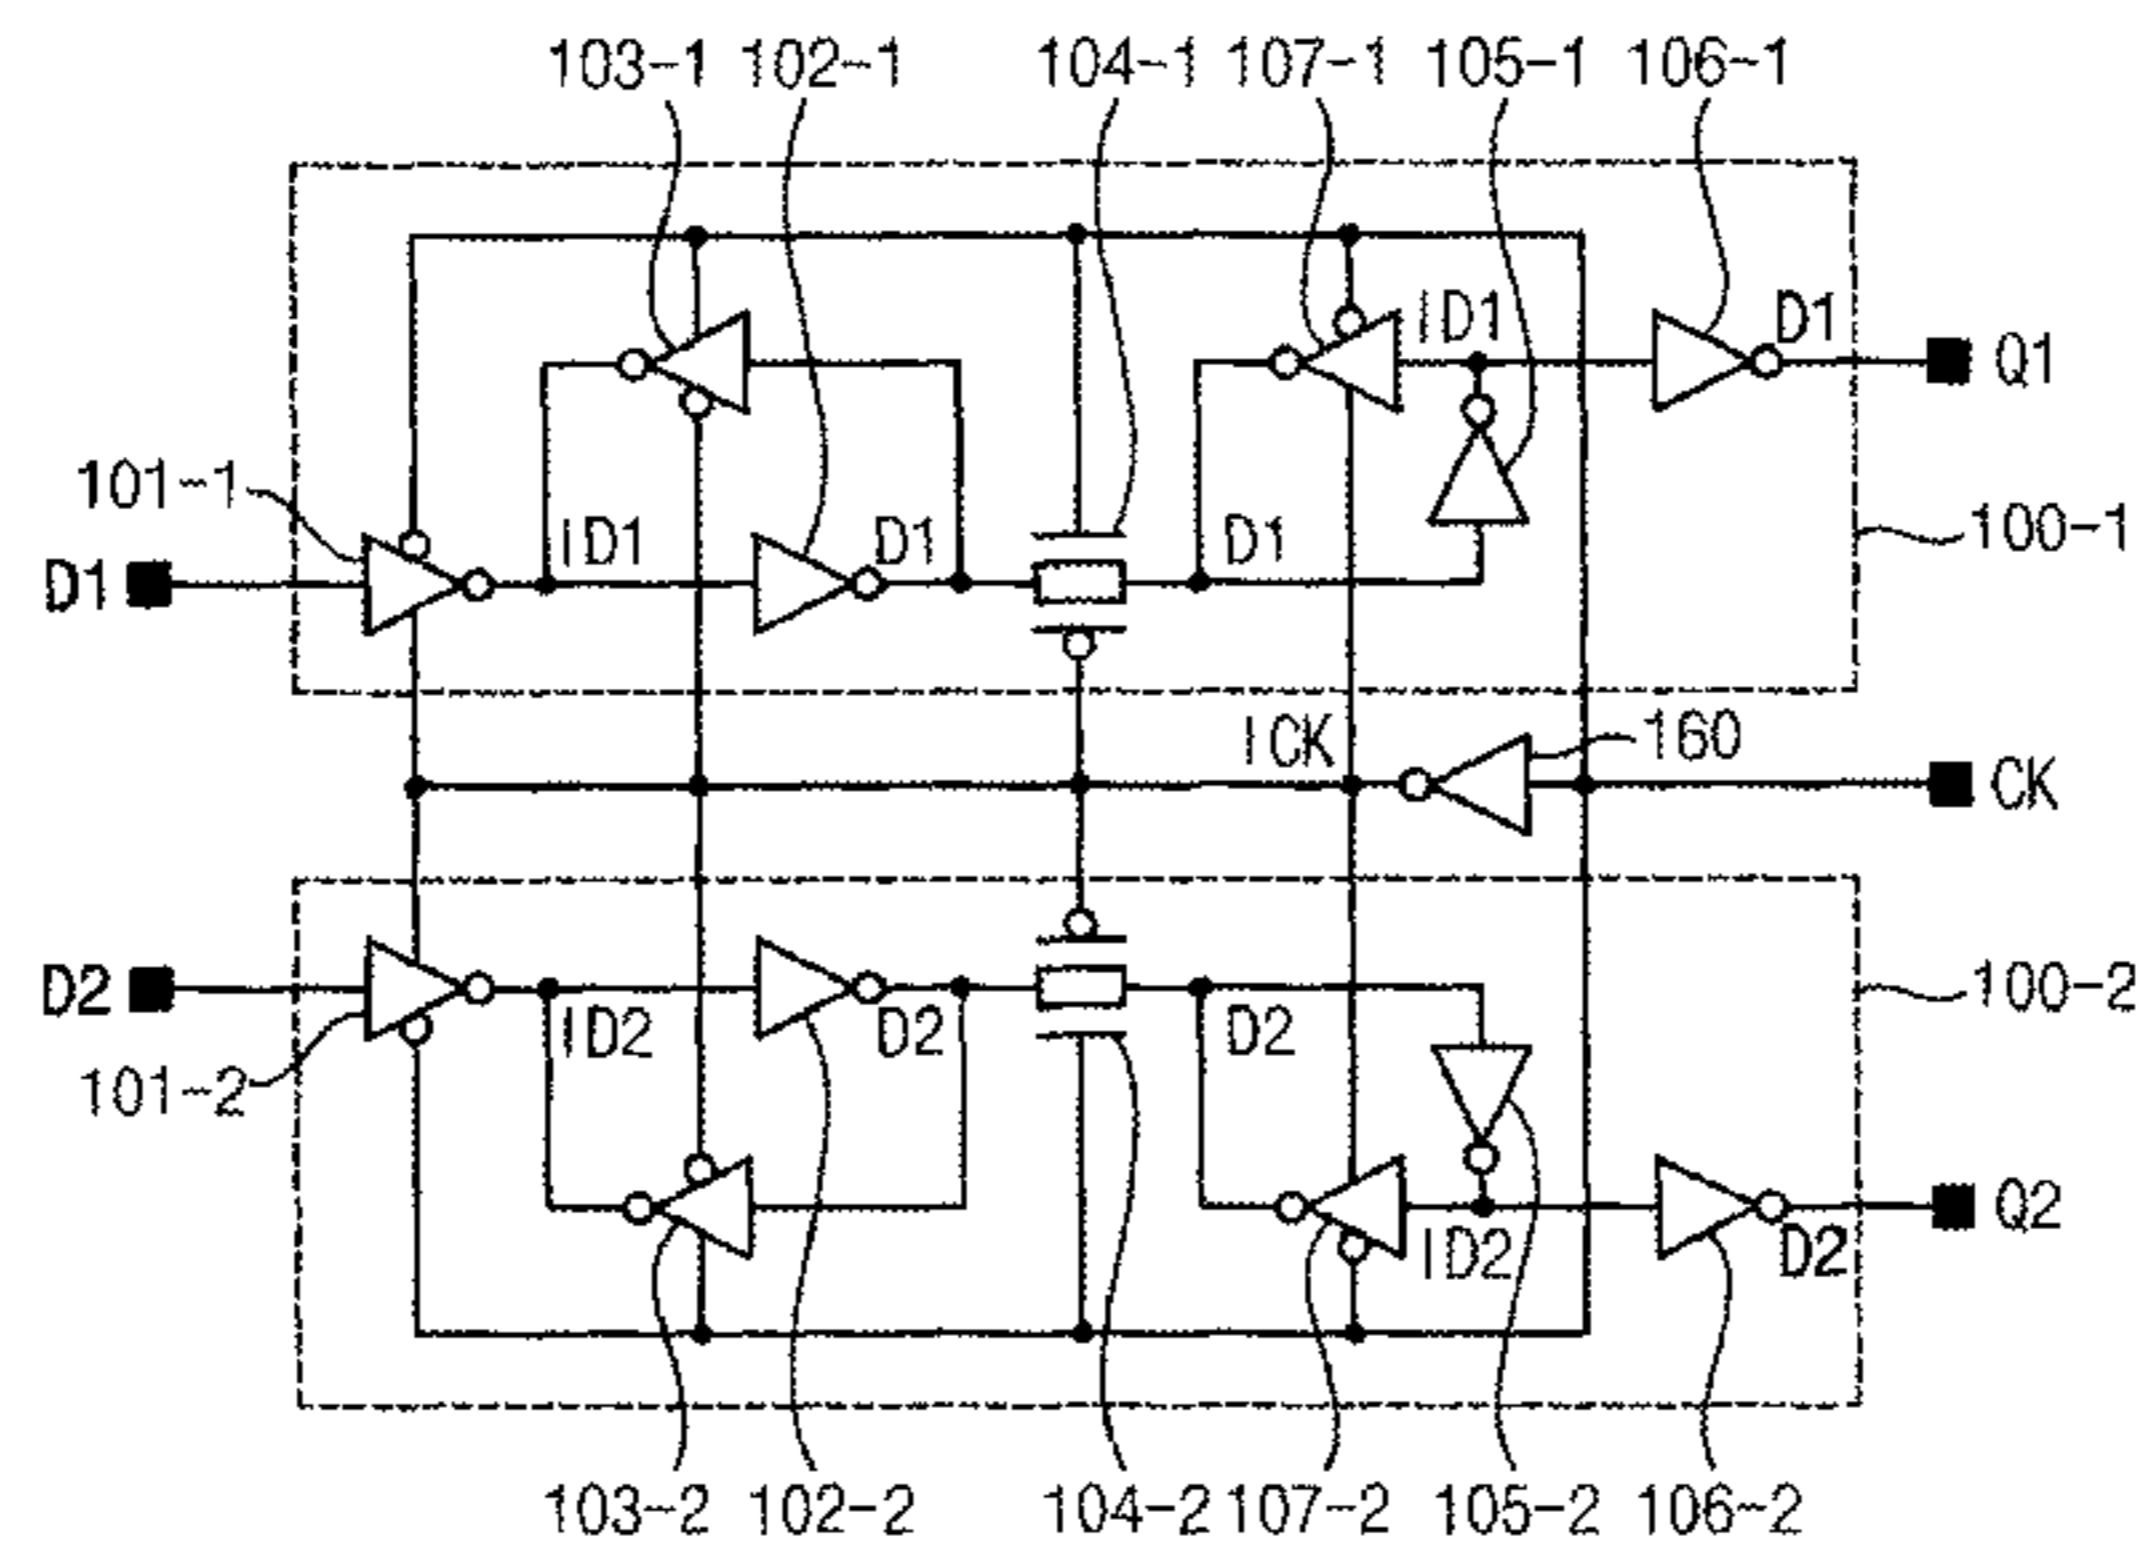 103-1 102-1 104-1 107-1 105-1 106-1
ID1 D1 Q1
101-1
D1 ID1 D1 D1 100-1
ICK 160 CK
D2 ID2 D2 D2 100-2
101-2
ID2 D2 Q2
103-2 102-2 104-2 107-2 105-2 106-2